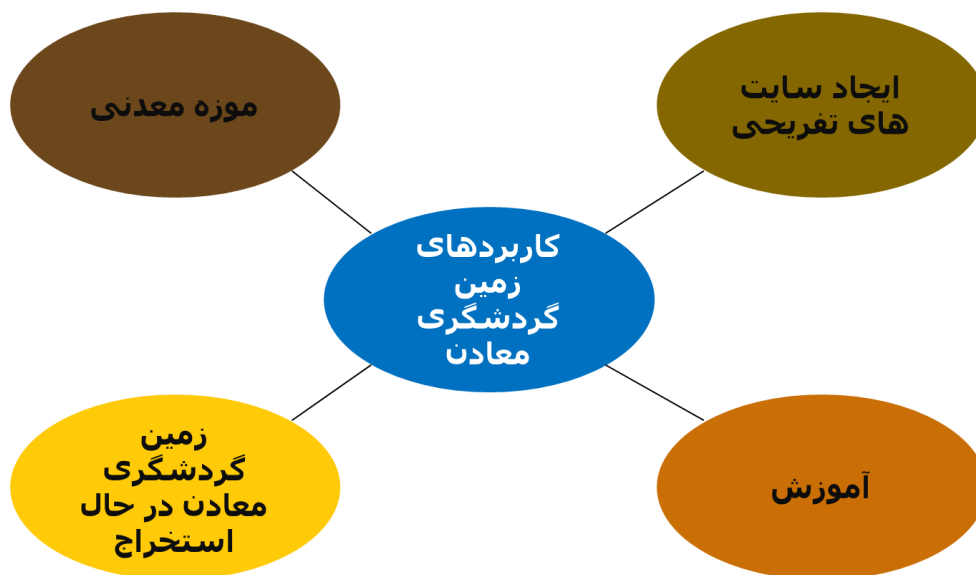 ایجاد سایت
های تفریحی
موزه معدنی
کاربردهای
زمین
گردشگری
معادن
آموزش
زمین
گردشگری
معادن در حال
استخراج